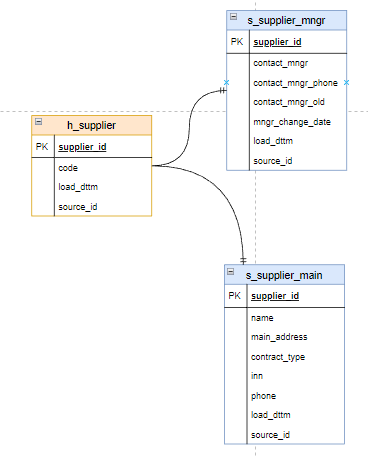 s_supplier_mngr
PK supplier_id
contact_mngr
contact_mngr_phone
contact_mngr_old
mngr_change_date
load_dttm
source_id
h_supplier
PK supplier_id
code
load_dttm
source_id
s_supplier_main
PK supplier_id
name
main_address
contract_type
inn
phone
load_dttm
source_id